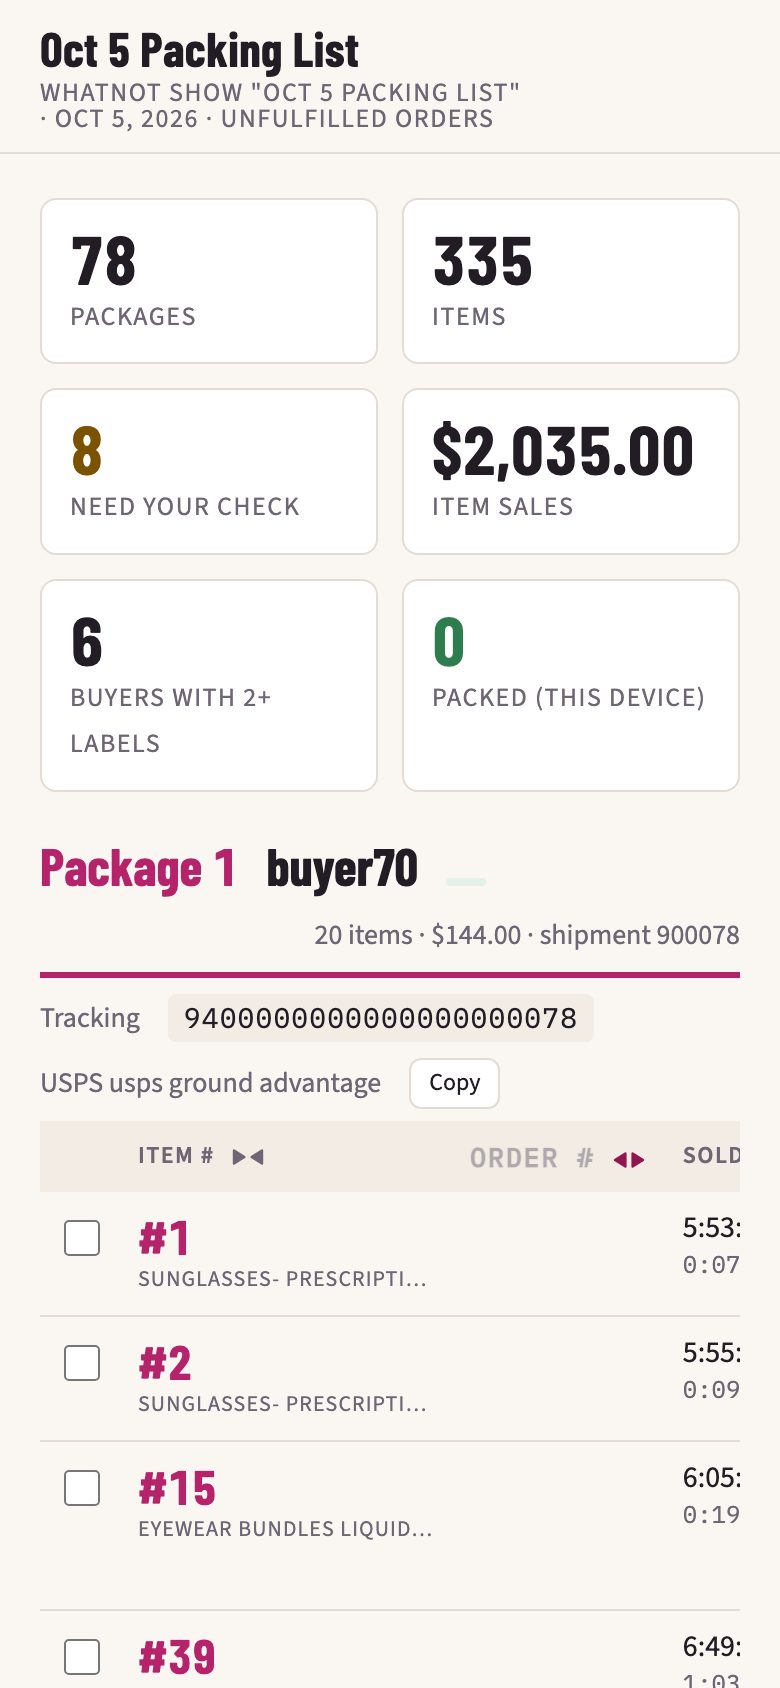 Oct 5 Packing List
WHATNOT SHOW "OCT 5 PACKING LIST"
· OCT 5, 2026 · UNFULFILLED ORDERS
78
PACKAGES
335
ITEMS
8
NEED YOUR CHECK
$2,035.00
ITEM SALES
6
BUYERS WITH 2+
LABELS
0
PACKED (THIS DEVICE)
Package 1 buyer70
20 items · $144.00 · shipment 900078
Tracking 9400000000000000000078
USPS usps ground advantage Copy
ITEM # ORDER # SOLD
#1 5:53:
SUNGLASSES- PRESCRIPTI... 0:07
#2 5:55:
SUNGLASSES- PRESCRIPTI... 0:09
#15 6:05:
EYEWEAR BUNDLES LIQUID... 0:19
#39 6:49:
1:03